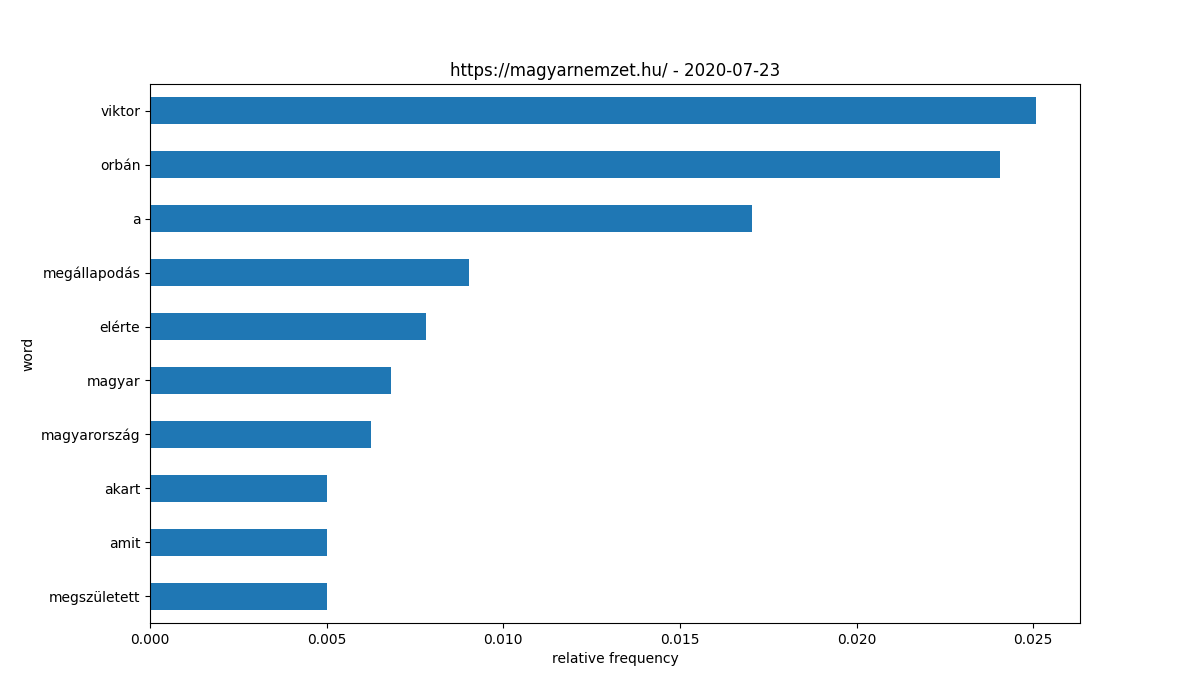 https://magyarnemzet.hu/ - 2020-07-23
viktor
orbán
a
megállapodás
elérte
magyar
magyarország
akart
amit
megszületett
word
0.000 0.005 0.010 0.015 0.020 0.025
relative frequency